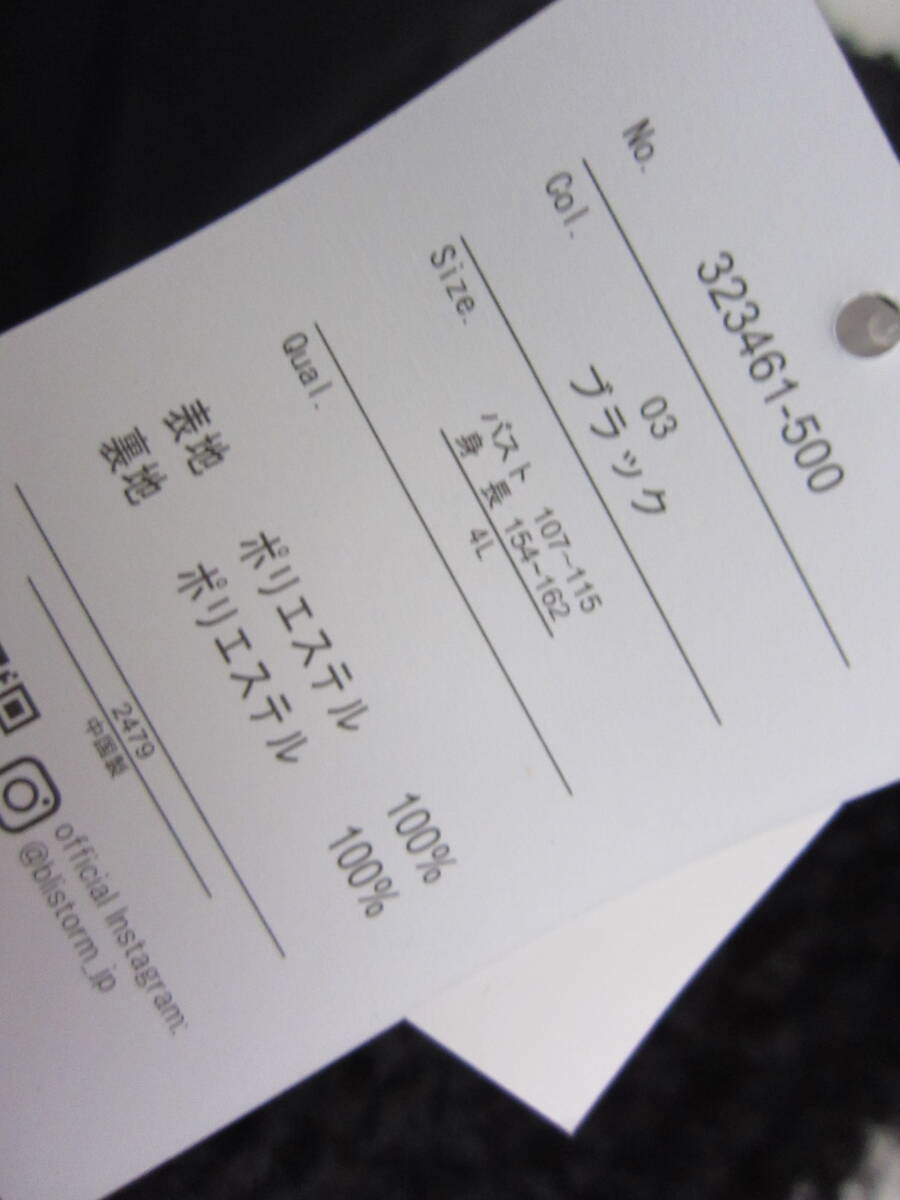 No. 323461-500
Col. 03
ブラック
Size. バスト 107~115
身長 154~162
4L
Qual.
表地 ポリエステル 100%
裏地 ポリエステル 100%
2479
中国製
official Instagram:
@blistorm_jp